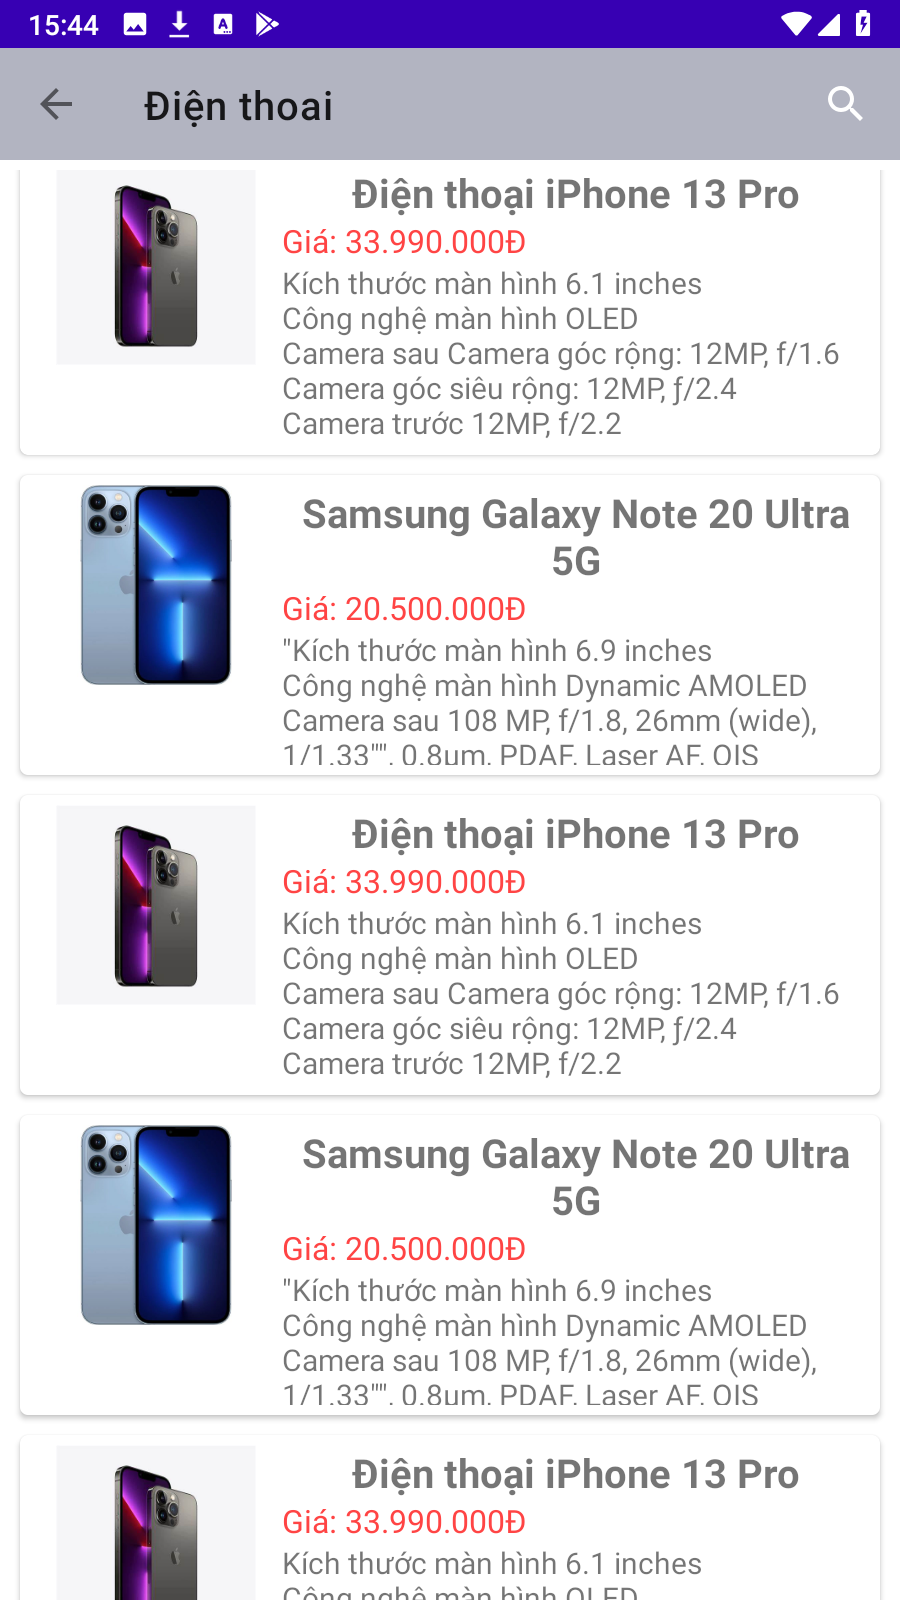 15:44
Điện thoai
Điện thoại iPhone 13 Pro
Giá: 33.990.000Đ
Kích thước màn hình 6.1 inches
Công nghệ màn hình OLED
Camera sau Camera góc rộng: 12MP, f/1.6
Camera góc siêu rộng: 12MP, ƒ/2.4
Camera trước 12MP, f/2.2
Samsung Galaxy Note 20 Ultra
5G
Giá: 20.500.000Đ
"Kích thước màn hình 6.9 inches
Công nghệ màn hình Dynamic AMOLED
Camera sau 108 MP, f/1.8, 26mm (wide),
1/1.33"", 0.8µm, PDAF, Laser AF, OIS
Điện thoại iPhone 13 Pro
Giá: 33.990.000Đ
Kích thước màn hình 6.1 inches
Công nghệ màn hình OLED
Camera sau Camera góc rộng: 12MP, f/1.6
Camera góc siêu rộng: 12MP, ƒ/2.4
Camera trước 12MP, f/2.2
Samsung Galaxy Note 20 Ultra
5G
Giá: 20.500.000Đ
"Kích thước màn hình 6.9 inches
Công nghệ màn hình Dynamic AMOLED
Camera sau 108 MP, f/1.8, 26mm (wide),
1/1.33"", 0.8µm, PDAF, Laser AF, OIS
Điện thoại iPhone 13 Pro
Giá: 33.990.000Đ
Kích thước màn hình 6.1 inches
Công nghệ màn hình OLED